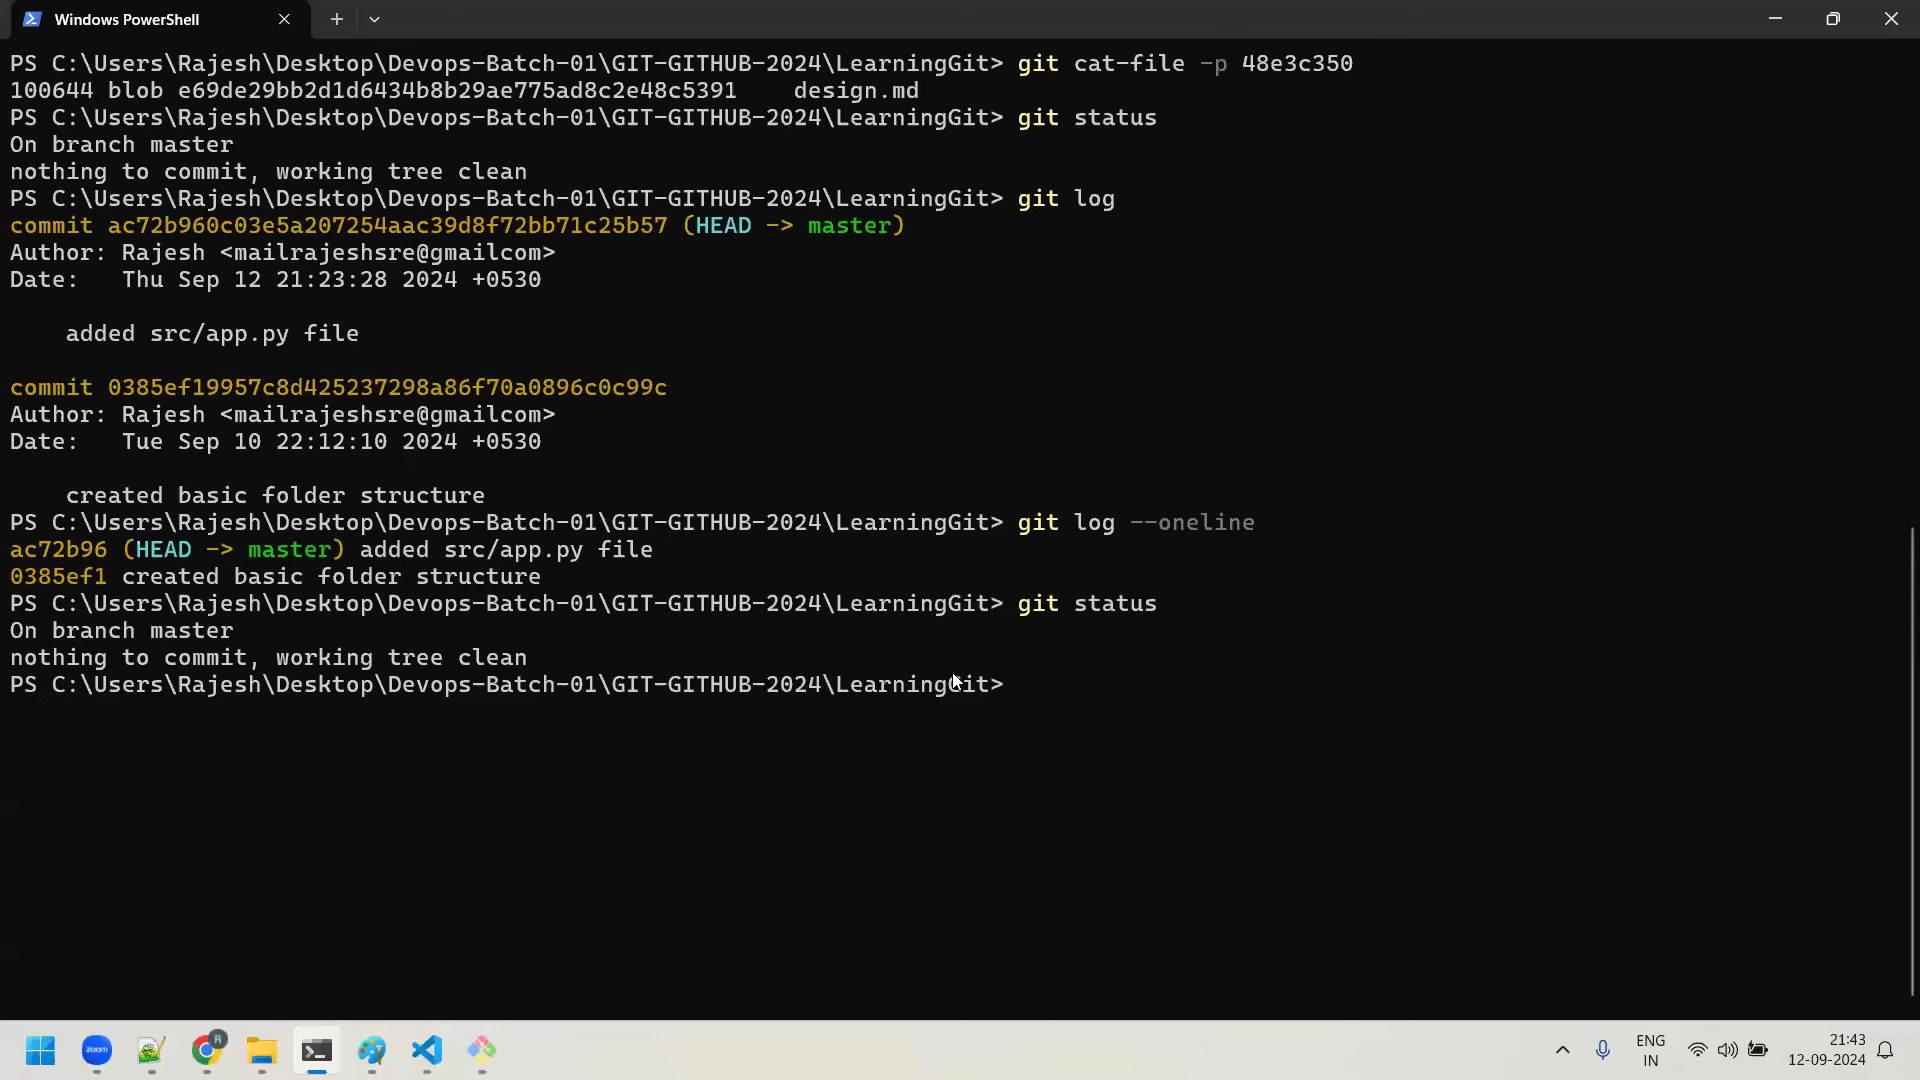 Windows PowerShell
PS C:\Users\Rajesh\Desktop\Devops-Batch-01\GIT-GITHUB-2024\LearningGit> git cat-file -p 48e3c350
100644 blob e69de29bb2d1d6434b8b29ae775ad8c2e48c5391    design.md
PS C:\Users\Rajesh\Desktop\Devops-Batch-01\GIT-GITHUB-2024\LearningGit> git status
On branch master
nothing to commit, working tree clean
PS C:\Users\Rajesh\Desktop\Devops-Batch-01\GIT-GITHUB-2024\LearningGit> git log
commit ac72b960c03e5a207254aac39d8f72bb71c25b57 (HEAD -> master)
Author: Rajesh <mailrajeshsre@gmailcom>
Date:   Thu Sep 12 21:23:28 2024 +0530
    added src/app.py file
commit 0385ef19957c8d425237298a86f70a0896c0c99c
Author: Rajesh <mailrajeshsre@gmailcom>
Date:   Tue Sep 10 22:12:10 2024 +0530
    created basic folder structure
PS C:\Users\Rajesh\Desktop\Devops-Batch-01\GIT-GITHUB-2024\LearningGit> git log --oneline
ac72b96 (HEAD -> master) added src/app.py file
0385ef1 created basic folder structure
PS C:\Users\Rajesh\Desktop\Devops-Batch-01\GIT-GITHUB-2024\LearningGit> git status
On branch master
nothing to commit, working tree clean
PS C:\Users\Rajesh\Desktop\Devops-Batch-01\GIT-GITHUB-2024\LearningGit>
zoom
R
ENG
IN
21:43
12-09-2024